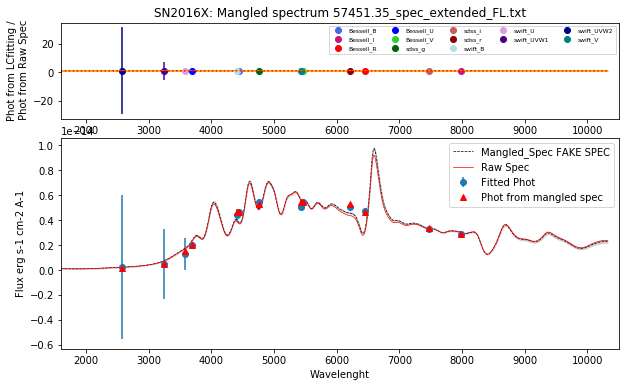 SN2016X: Mangled spectrum 57451.35_spec_extended_FL.txt
Phot from LCfitting /
Phot from Raw Spec
20
0
−20
Bessell_B
Bessell_I
Bessell_R
Bessell_U
Bessell_V
sdss_g
sdss_i
sdss_r
swift_B
swift_U
swift_UVW1
swift_UVW2
swift_V
2000 3000 4000 5000 6000 7000 8000 9000 10000
1e−14
Flux erg s-1 cm-2 A-1
1.0
0.8
0.6
0.4
0.2
0.0
−0.2
−0.4
−0.6
Mangled_Spec FAKE SPEC
Raw Spec
Fitted Phot
Phot from mangled spec
2000 3000 4000 5000 6000 7000 8000 9000 10000
Wavelenght